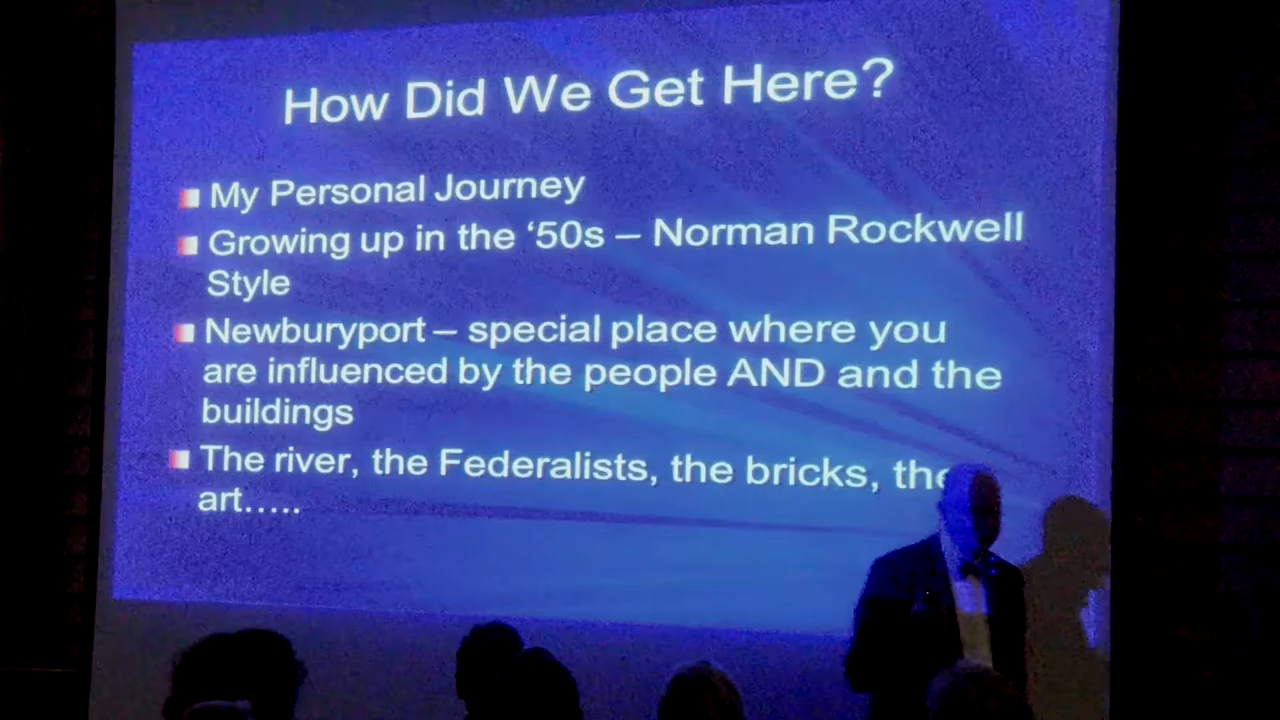 How Did We Get Here?
My Personal Journey
Growing up in the ‘50s – Norman Rockwell
Style
Newburyport – special place where you
are influenced by the people AND and the
buildings
The river, the Federalists, the bricks, the
art…..